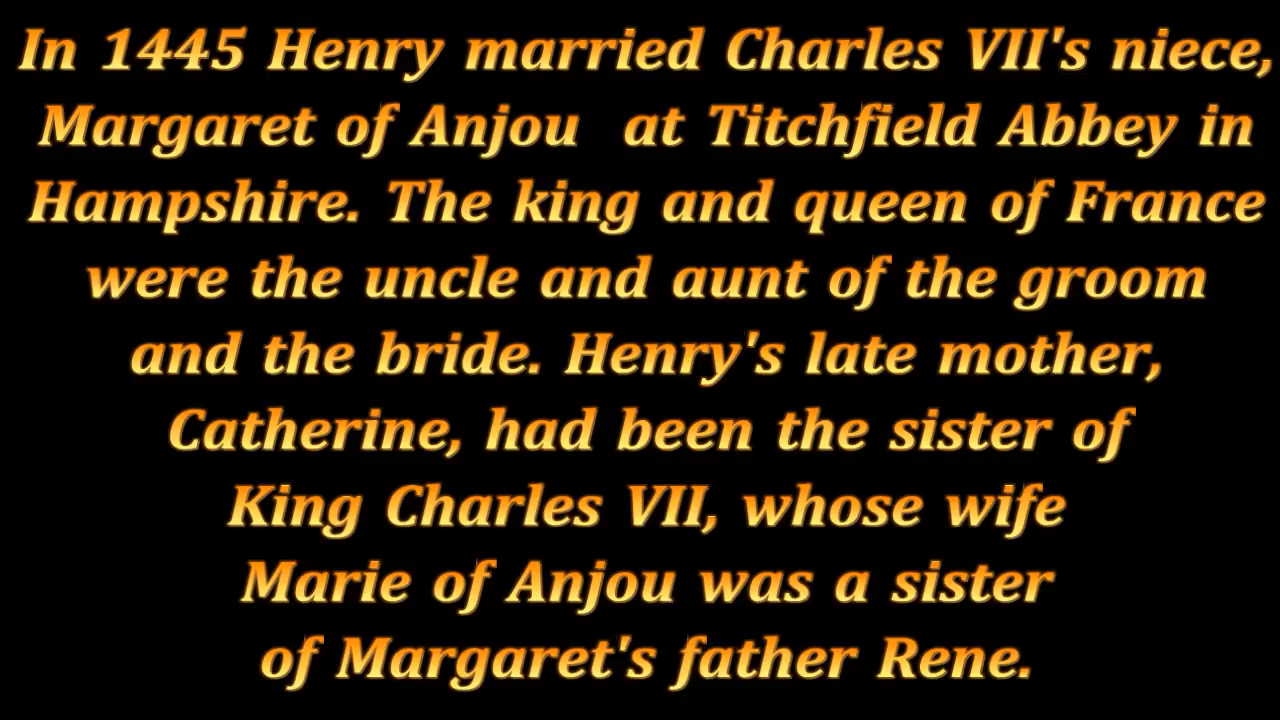 In 1445 Henry married Charles VII's niece,
Margaret of Anjou at Titchfield Abbey in
Hampshire. The king and queen of France
were the uncle and aunt of the groom
and the bride. Henry's late mother,
Catherine, had been the sister of
King Charles VII, whose wife
Marie of Anjou was a sister
of Margaret's father Rene.